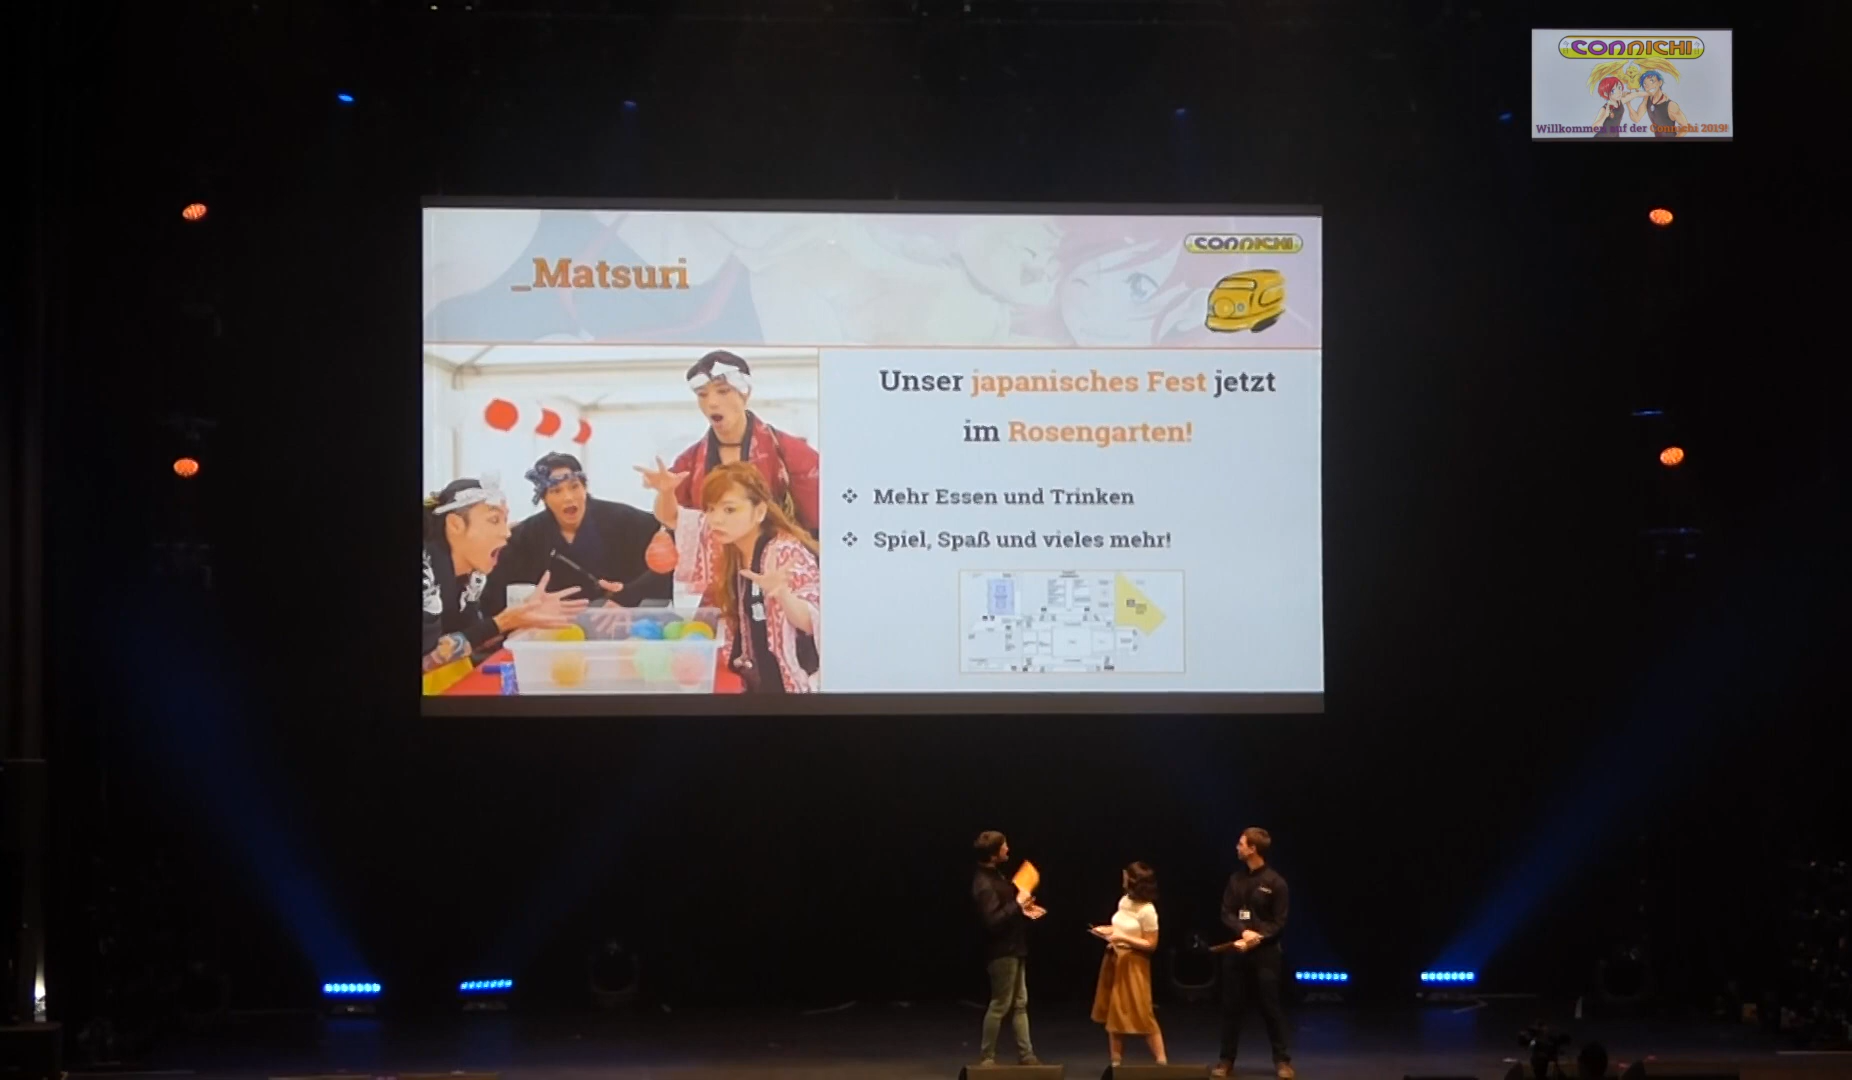 CONNICHI
Willkommen auf der Connichi 2019!
_Matsuri
CONNICHI
Unser japanisches Fest jetzt
im Rosengarten!
Mehr Essen und Trinken
Spiel, Spaß und vieles mehr!